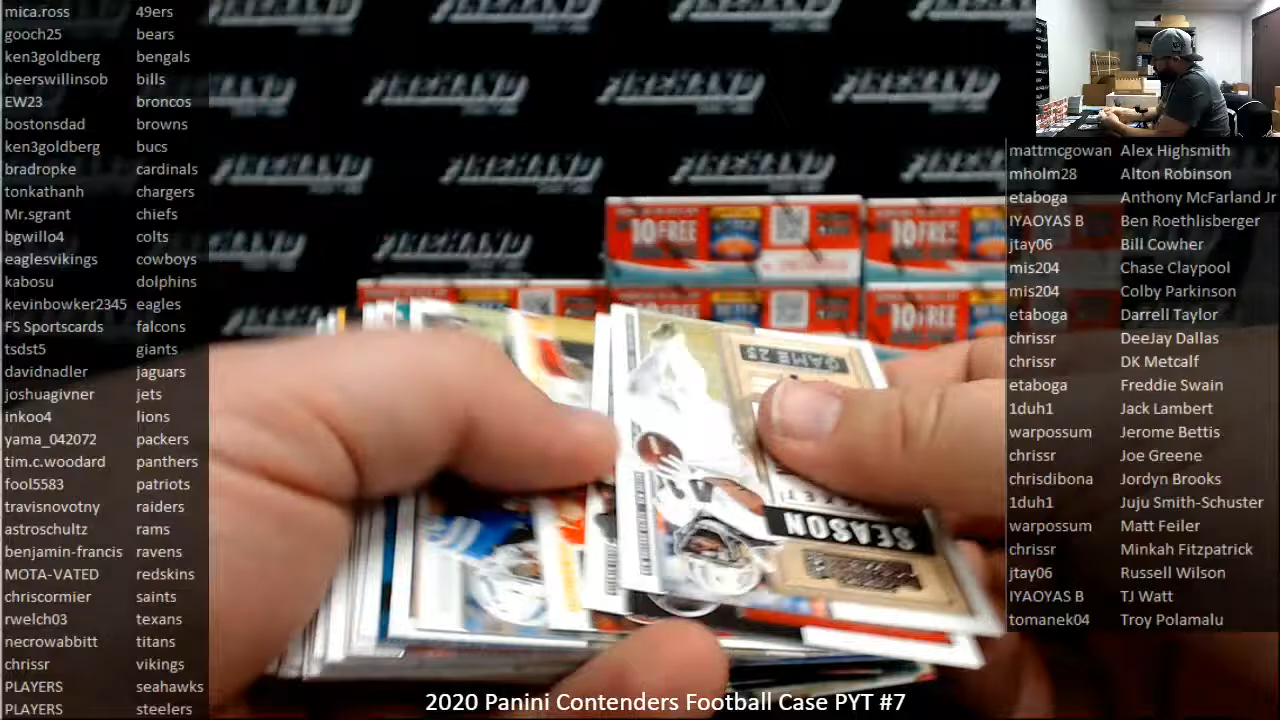 mica.ross 49ers
gooch25 bears
ken3goldberg bengals
beerswillinsob bills
EW23 broncos
bostonsdad browns
ken3goldberg bucs
bradropke cardinals
tonkathanh chargers
Mr.sgrant chiefs
bgwillo4 colts
eaglesvikings cowboys
kabosu dolphins
kevinbowker2345 eagles
FS Sportscards falcons
tsdst5 giants
davidnadler jaguars
joshuagivner jets
inkoo4 lions
yama_042072 packers
tim.c.woodard panthers
fool5583 patriots
travisnovotny raiders
astroschultz rams
benjamin-francis ravens
MOTA-VATED redskins
chriscormier saints
rwelch03 texans
necrowabbitt titans
chrissr vikings
PLAYERS seahawks
PLAYERS steelers
FIREHAND
FIREHAND
FIREHAND
FIREHAND
10 FREE
10 FREE
10 FREE
GAME 25
SEASON
mattmcgowan Alex Highsmith
mholm28 Alton Robinson
etaboga Anthony McFarland Jr
IYAOYAS B Ben Roethlisberger
jtay06 Bill Cowher
mis204 Chase Claypool
mis204 Colby Parkinson
etaboga Darrell Taylor
chrissr DeeJay Dallas
chrissr DK Metcalf
etaboga Freddie Swain
1duh1 Jack Lambert
warpossum Jerome Bettis
chrissr Joe Greene
chrisdibona Jordyn Brooks
1duh1 Juju Smith-Schuster
warpossum Matt Feiler
chrissr Minkah Fitzpatrick
jtay06 Russell Wilson
IYAOYAS B TJ Watt
tomanek04 Troy Polamalu
2020 Panini Contenders Football Case PYT #7